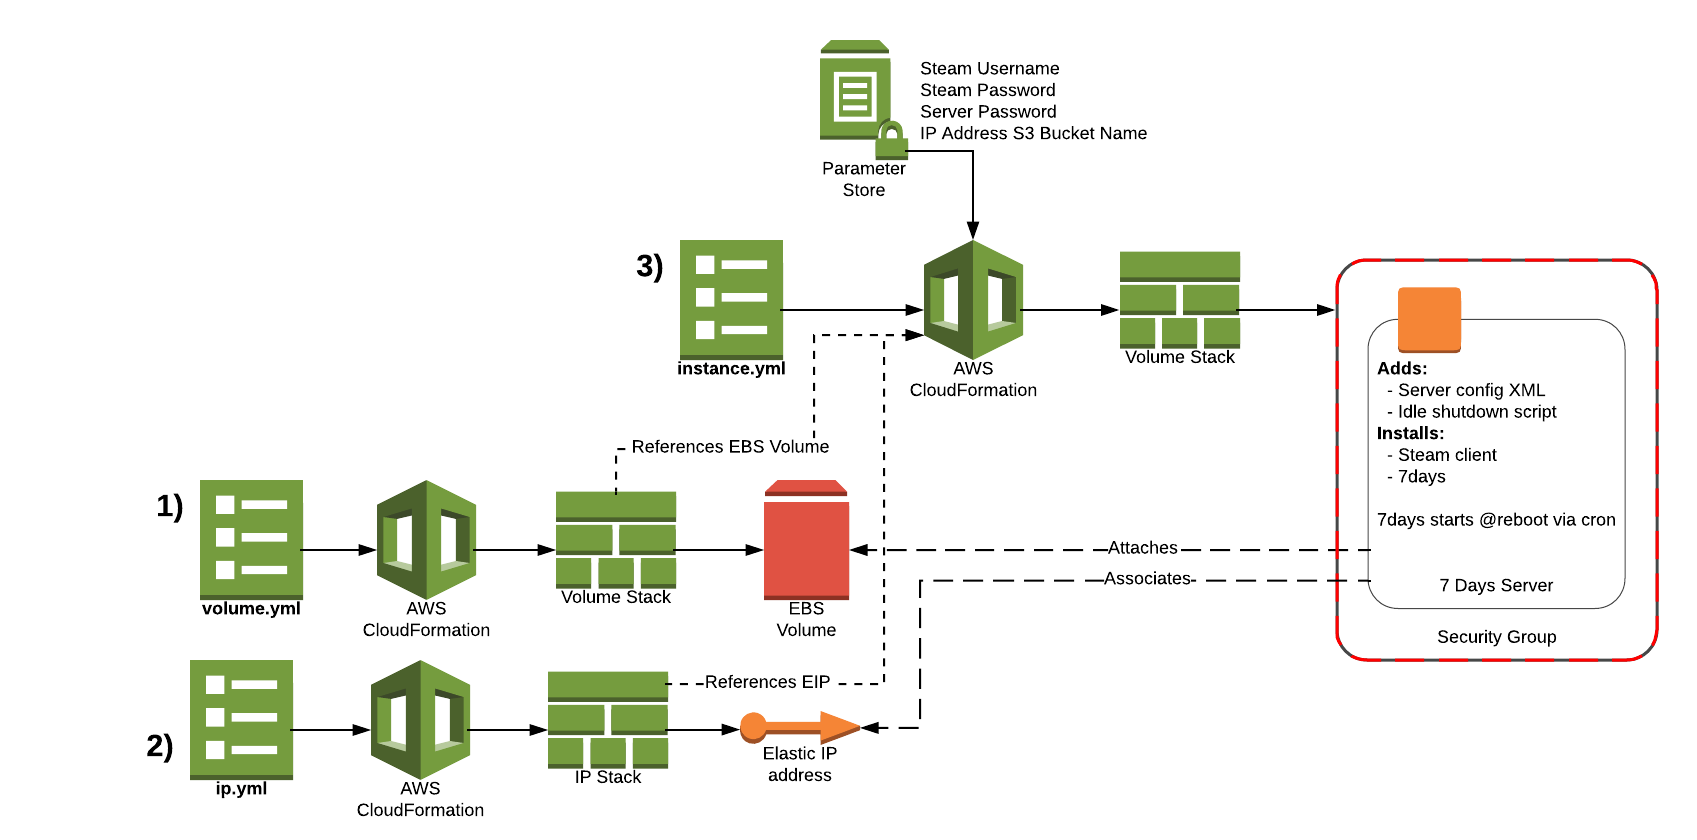 Steam Username
Steam Password
Server Password
IP Address S3 Bucket Name
Parameter
Store
3)
instance.yml
AWS
CloudFormation
Volume Stack
Adds:
- Server config XML
- Idle shutdown script
Installs:
- Steam client
- 7days
7days starts @reboot via cron
7 Days Server
Security Group
References EBS Volume
1)
volume.yml
AWS
CloudFormation
Volume Stack
EBS
Volume
Attaches
Associates
2)
ip.yml
AWS
CloudFormation
IP Stack
References EIP
Elastic IP
address